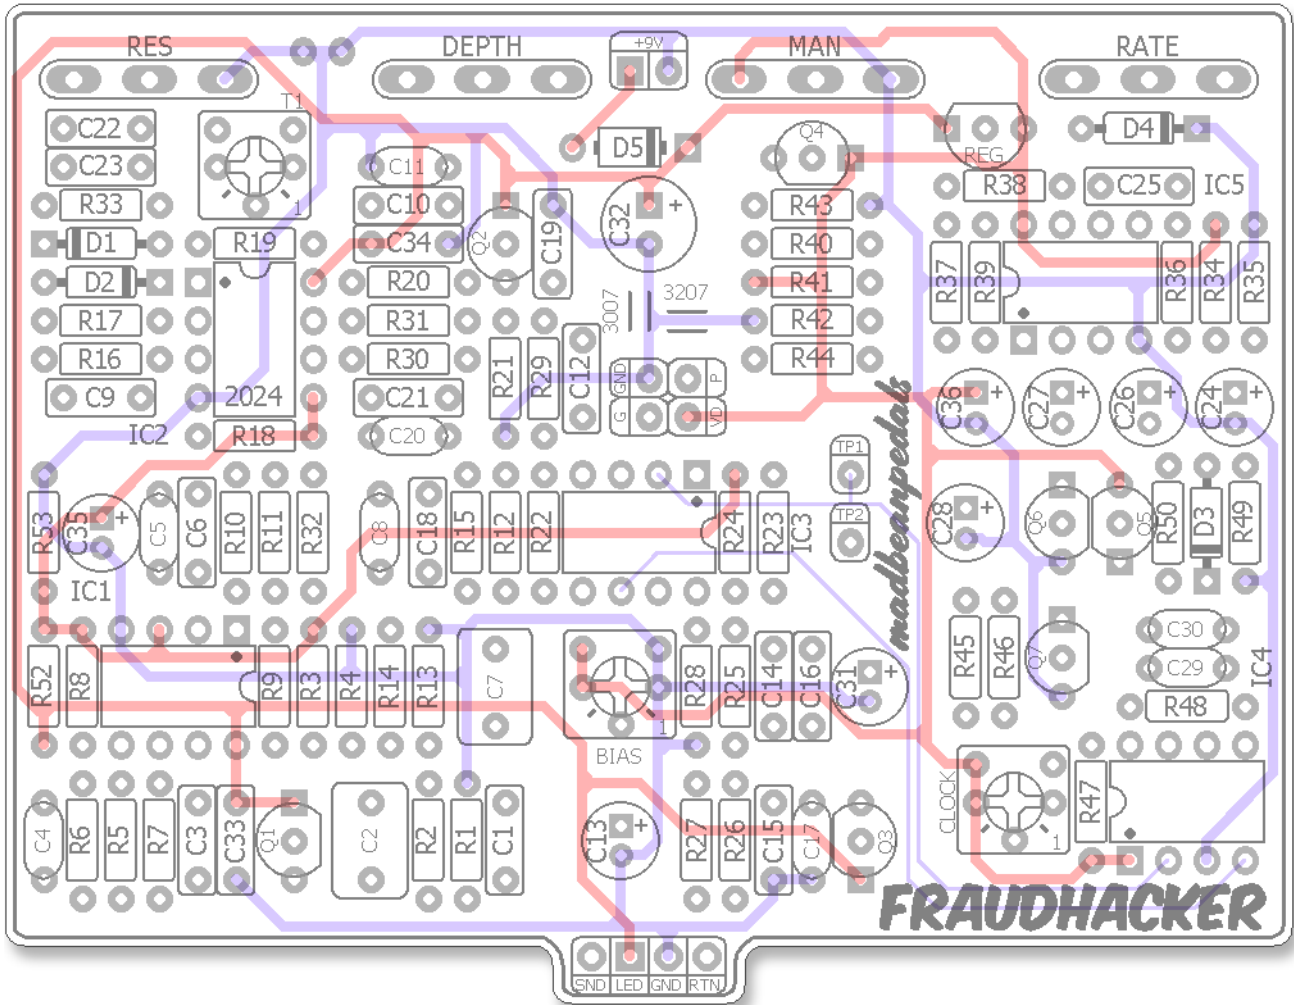 RES DEPTH +9V MAN RATE
T1
C22 D5 Q4 D4
C23 C11 REG
R33 C10 R43 R38 C25 IC5
1
D1 R19 C34 Q2 C19 C32 + R40
D2 R20 R41 R37 R39 R36 R34 R35
R17 R31 3007 3207 R42
R16 R30 R21 R29 C12 R44
C9 2024 C21 GND P C36 + C27 + C26 + C24 +
G VD
IC2 R18 C20 madbeanpedals
TP1
R53 C35 + C5 C6 R10 R11 R32 C8 C18 R15 R12 R22 R24 R23 IC3 TP2 C28 + Q6 Q5 R50 D3 R49
IC1
C30
R52 R8 R9 R3 R4 R14 R13 C7 1 R28 R25 C14 C16 C31 + R45 R46 Q7 C29 IC4
R48
BIAS
C4 R6 R5 R7 C3 C33 Q1 C2 R2 R1 C1 C13 + R27 R26 C15 C17 Q3 CLOCK 1 R47
FRAUDHACKER
SND LED GND RTN